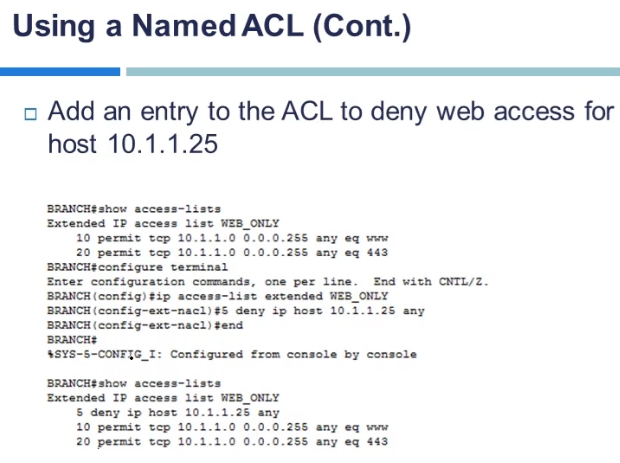 Using a Named ACL (Cont.)
Add an entry to the ACL to deny web access for
host 10.1.1.25
BRANCH#show access-lists
Extended IP access list WEB_ONLY
10 permit tcp 10.1.1.0 0.0.0.255 any eq www
20 permit tcp 10.1.1.0 0.0.0.255 any eq 443
BRANCH#configure terminal
Enter configuration commands, one per line. End with CNTL/Z.
BRANCH(config)#ip access-list extended WEB_ONLY
BRANCH(config-ext-nacl)#5 deny ip host 10.1.1.25 any
BRANCH(config-ext-nacl)#end
BRANCH#
%SYS-5-CONFIG_I: Configured from console by console
BRANCH#show access-lists
Extended IP access list WEB_ONLY
5 deny ip host 10.1.1.25 any
10 permit tcp 10.1.1.0 0.0.0.255 any eq www
20 permit tcp 10.1.1.0 0.0.0.255 any eq 443